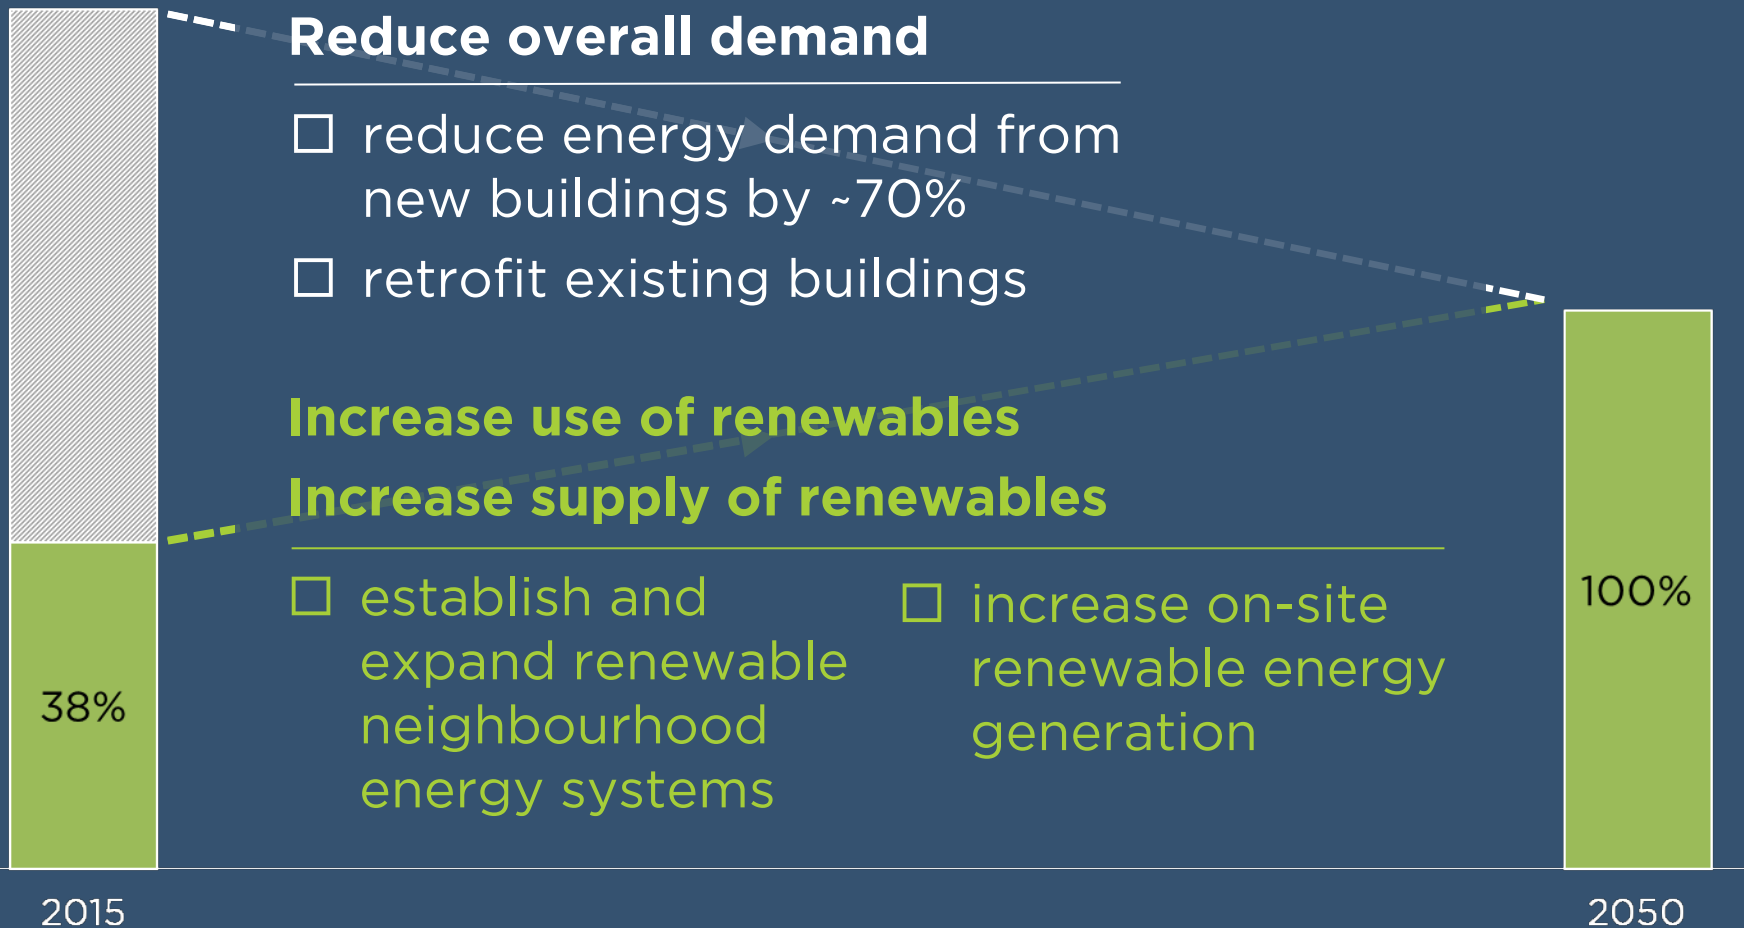 Reduce overall demand
☐ reduce energy demand from
new buildings by ~70%
☐ retrofit existing buildings
Increase use of renewables
Increase supply of renewables
☐ establish and
expand renewable
neighbourhood
energy systems
☐ increase on-site
renewable energy
generation
38%
100%
2015
2050